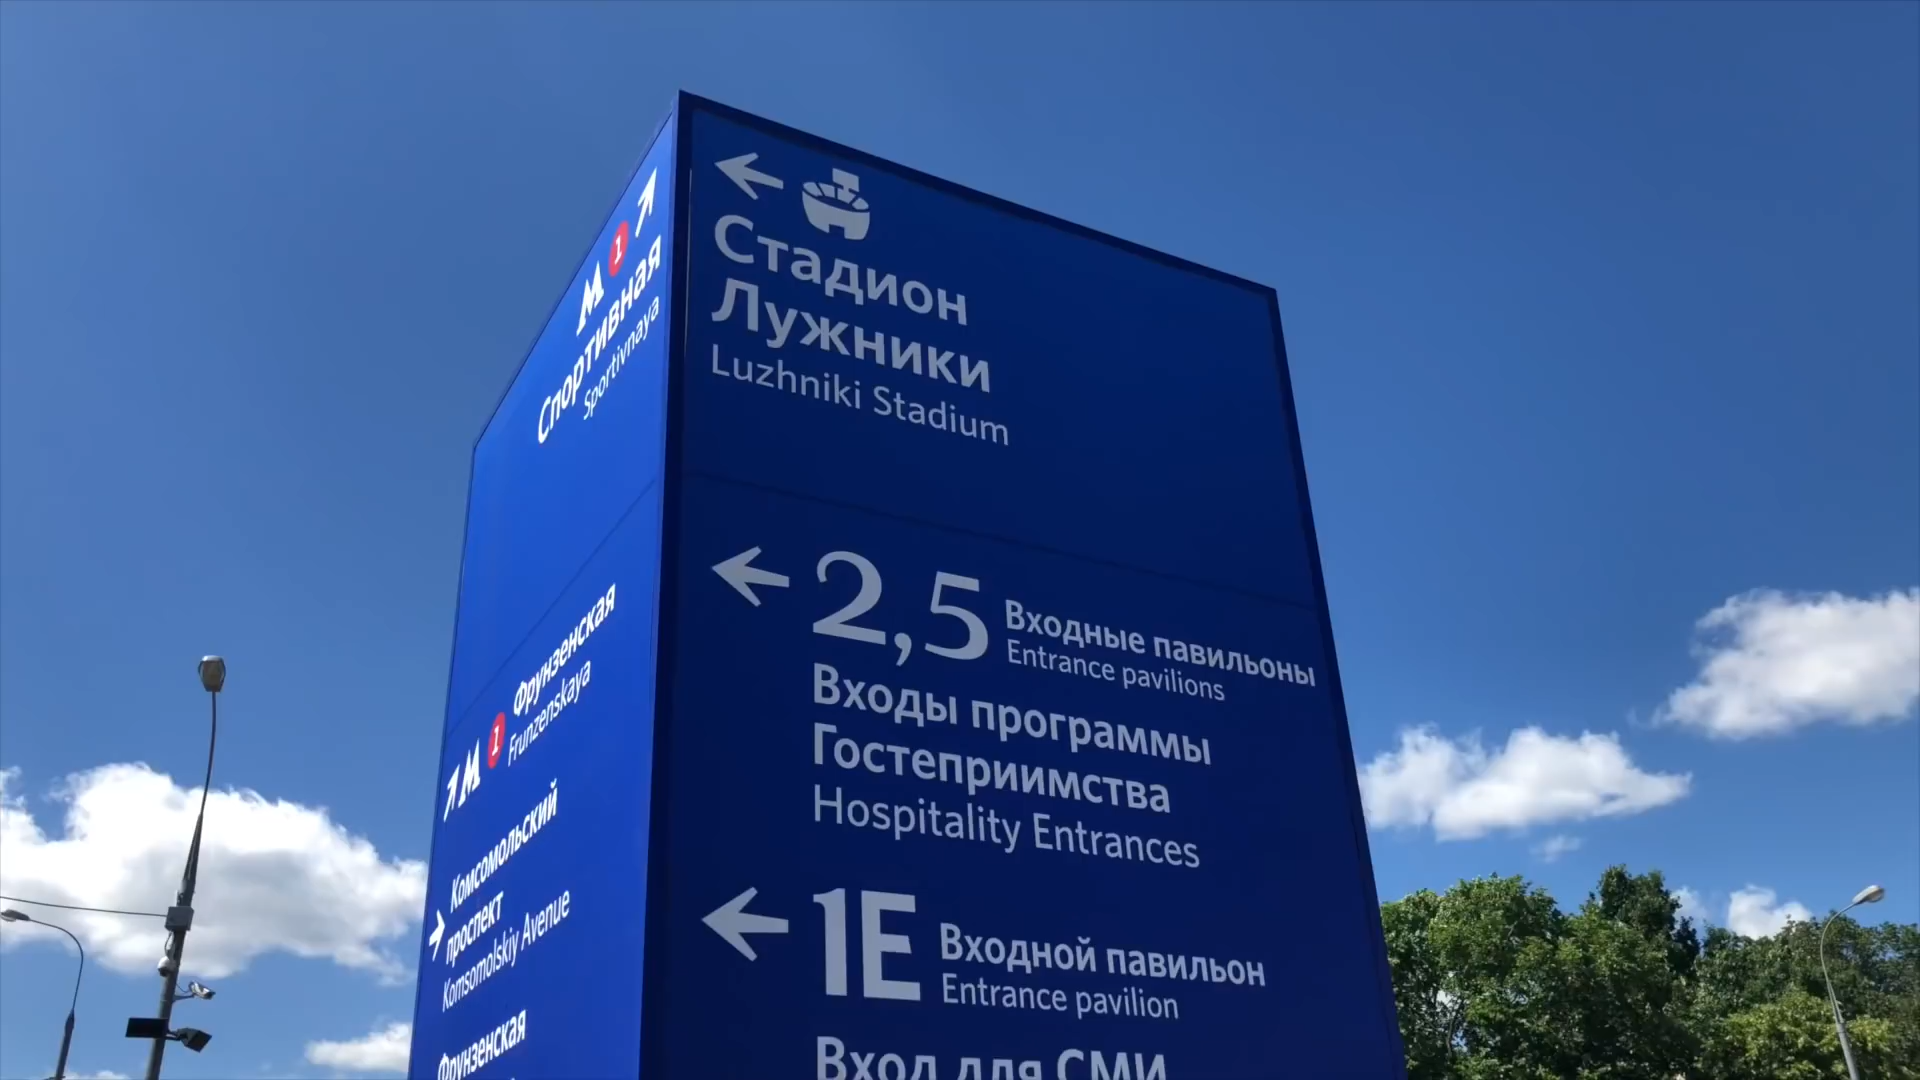 Стадион
Лужники
Luzhniki Stadium
2,5 Входные павильоны
Entrance pavilions
Входы программы
Гостеприимства
Hospitality Entrances
1E Входной павильон
Entrance pavilion
Вход для СМИ
М 1
Спортивная
Sportivnaya
М 1 Фрунзенская
Frunzenskaya
Комсомольский
проспект
Komsomolskiy Avenue
Фрунзенская